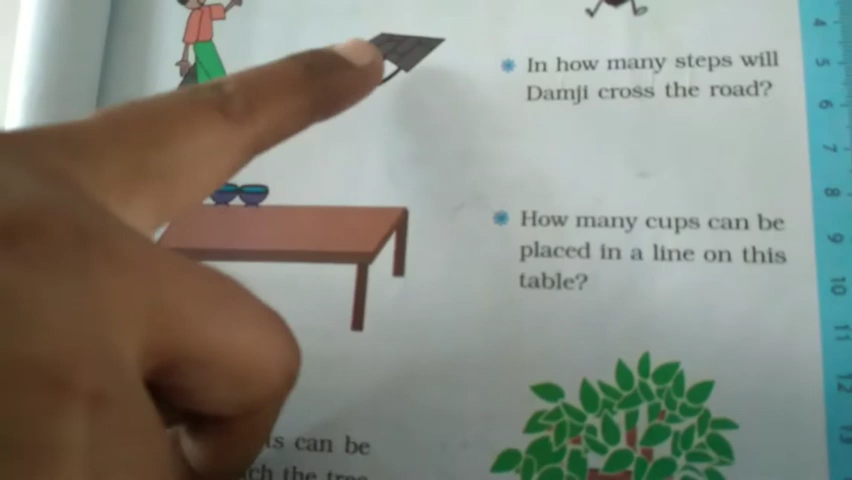 In how many steps will
Damji cross the road?
How many cups can be
placed in a line on this
table?
can be
the
4
5
6
7
8
9
10
11
12
13